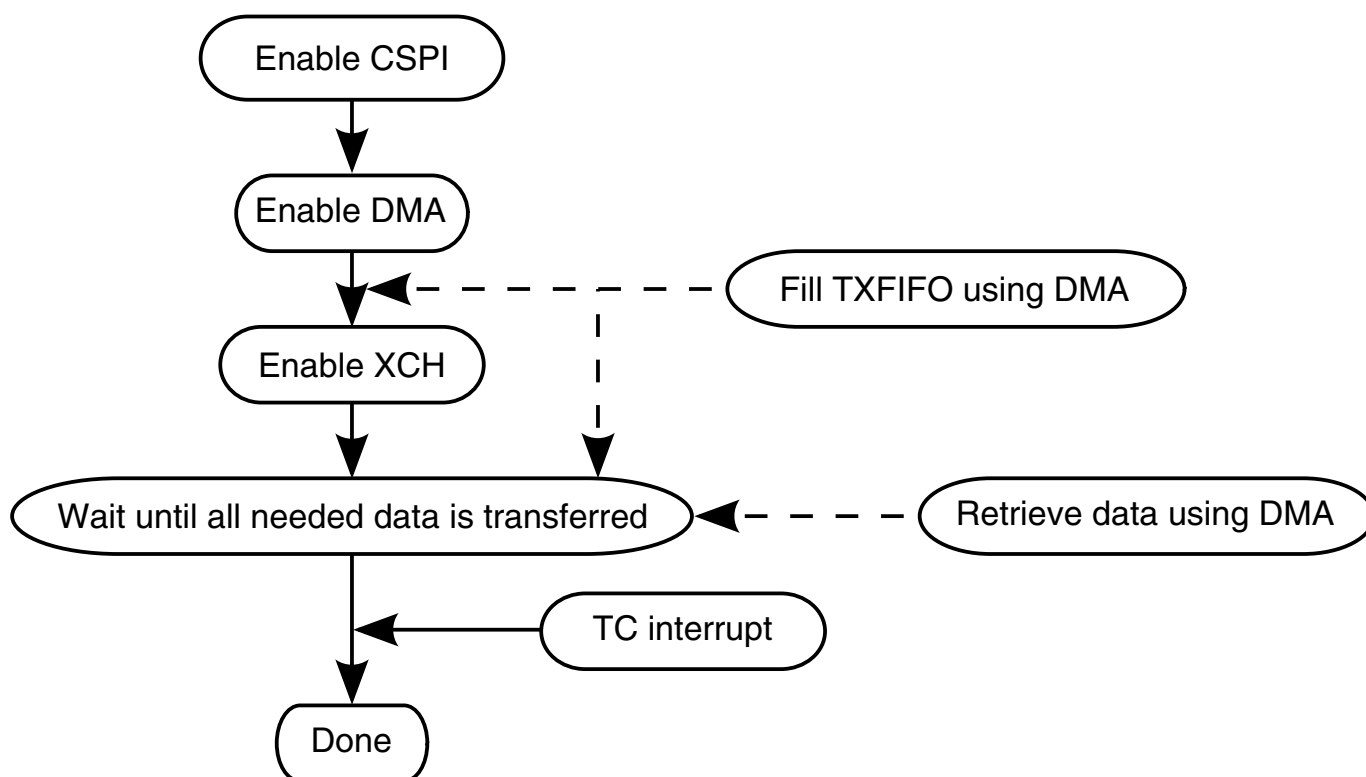 Enable CSPI
Enable DMA
Fill TXFIFO using DMA
Enable XCH
Wait until all needed data is transferred
Retrieve data using DMA
TC interrupt
Done